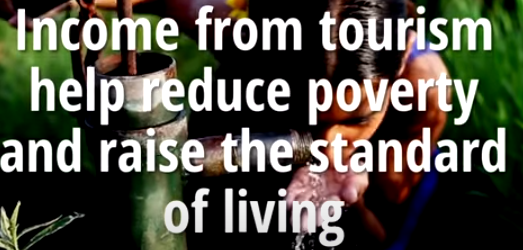 Income from tourism
help reduce poverty
and raise the standard
of living